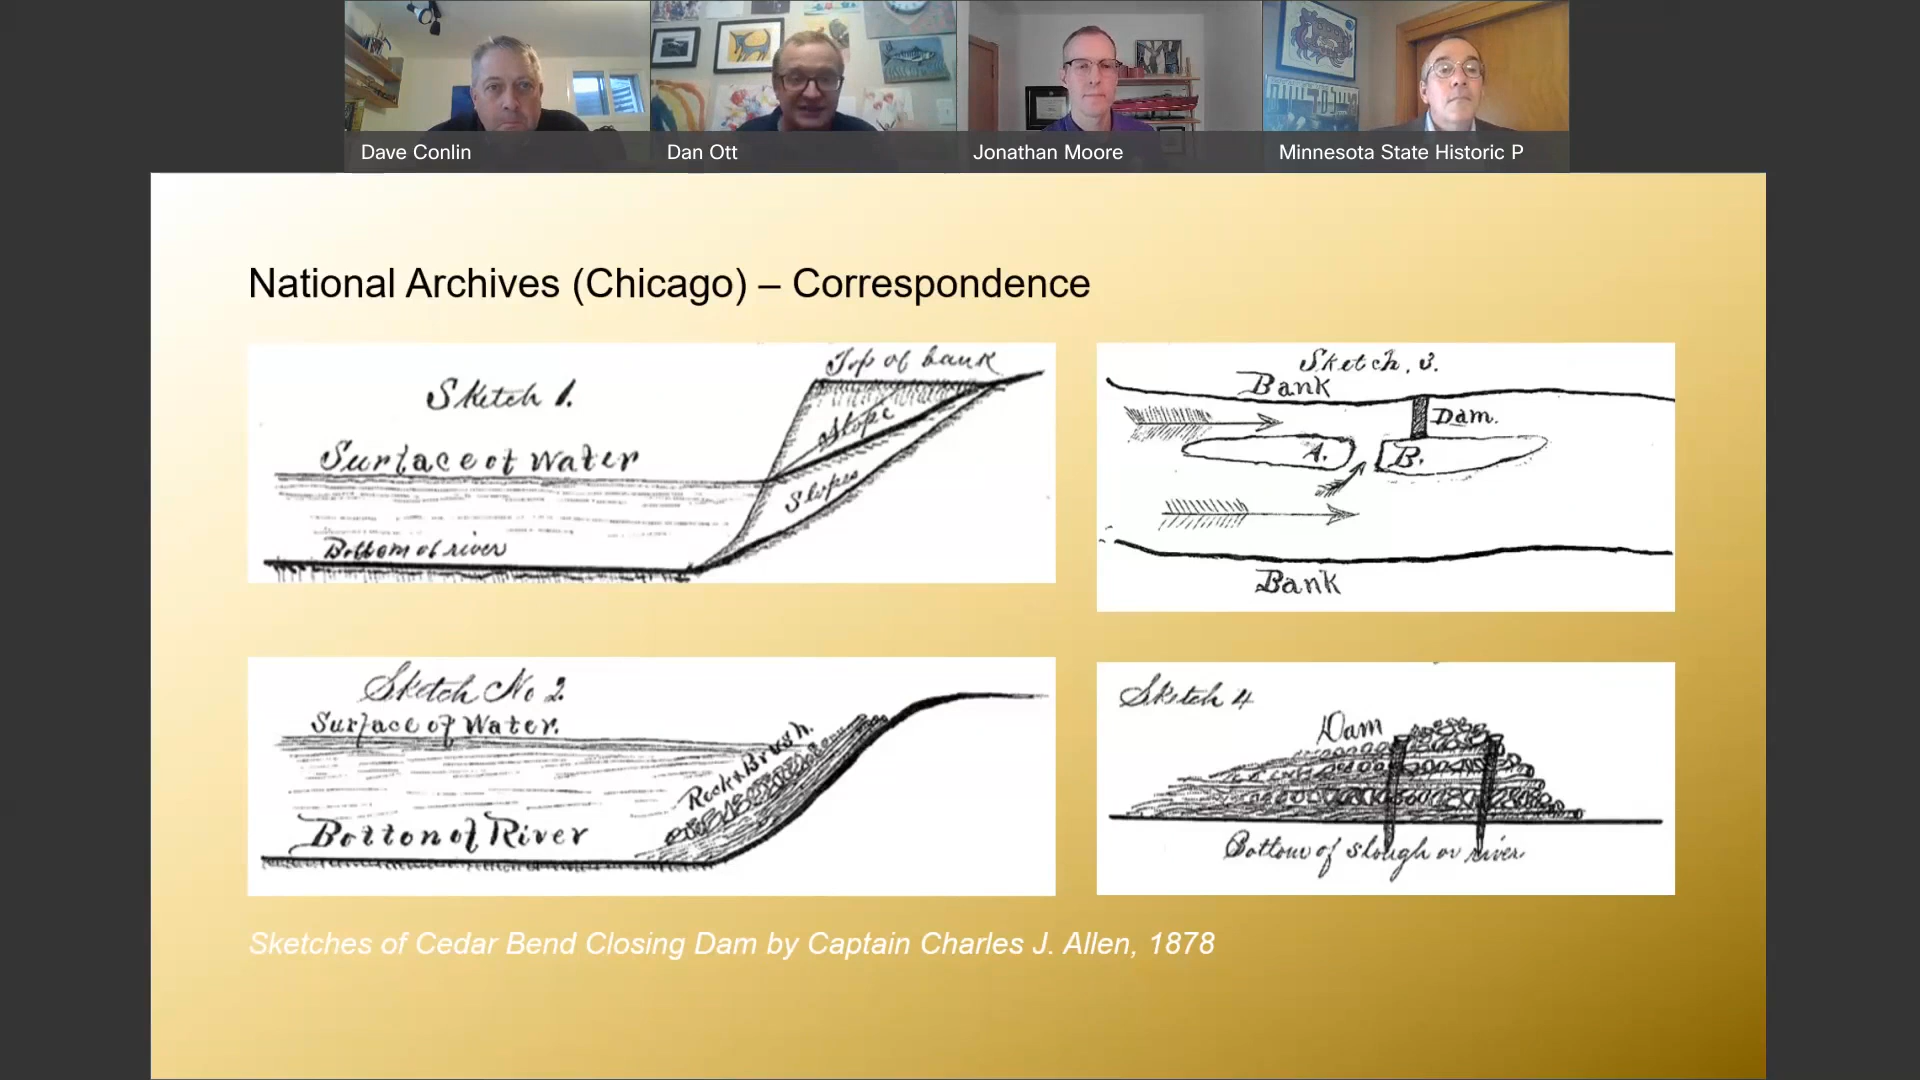 Dave Conlin
Dan Ott
Jonathan Moore
Minnesota State Historic P
National Archives (Chicago) – Correspondence
Sketch 1.
Top of bank
Slope
Surface of Water
Slopes
Bottom of river
Sketch, 3.
Bank
Dam.
A.
B.
Bank
Sketch No 2.
Surface of Water.
Rock & Brush.
Botton of River
Sketch 4
Dam
Bottom of slough or river.
Sketches of Cedar Bend Closing Dam by Captain Charles J. Allen, 1878